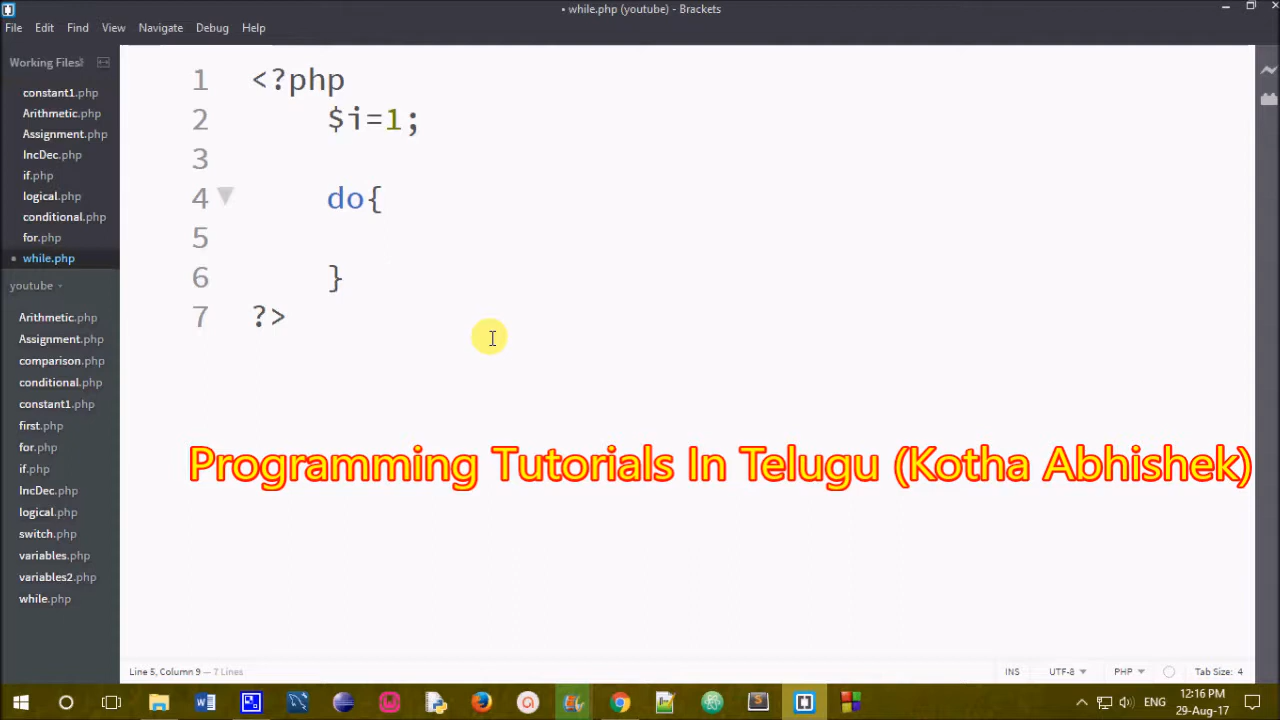 • while.php (youtube) - Brackets
File Edit Find View Navigate Debug Help
Working Files
constant1.php
Arithmetic.php
Assignment.php
IncDec.php
if.php
logical.php
conditional.php
for.php
• while.php
youtube
Arithmetic.php
Assignment.php
comparison.php
conditional.php
constant1.php
first.php
for.php
if.php
IncDec.php
logical.php
switch.php
variables.php
variables2.php
while.php
1 <?php
2 $i=1;
3
4 do{
5
6 }
7 ?>
Programming Tutorials In Telugu (Kotha Abhishek)
Line 5, Column 9 — 7 Lines
INS UTF-8 PHP Tab Size: 4
ENG
12:16 PM
29-Aug-17